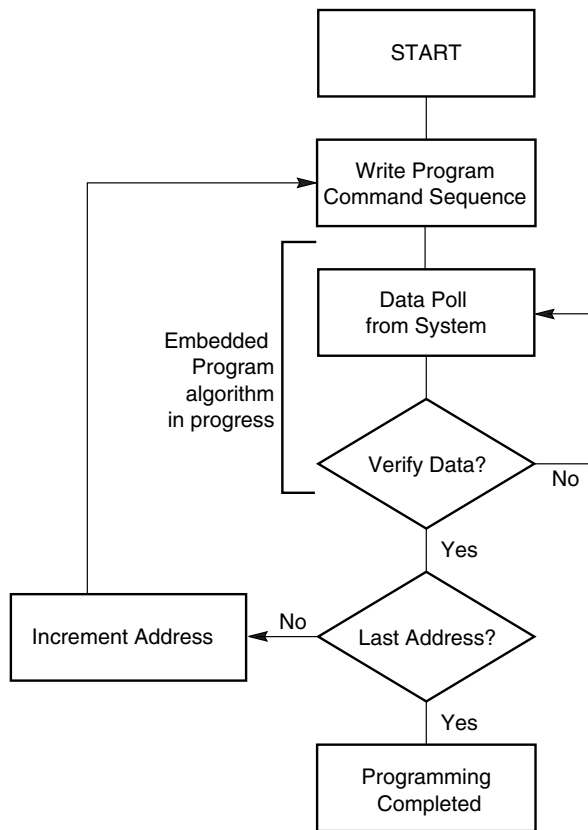 START
Write Program
Command Sequence
Data Poll
from System
Embedded
Program
algorithm
in progress
Verify Data?
No
Yes
Increment Address
No
Last Address?
Yes
Programming
Completed